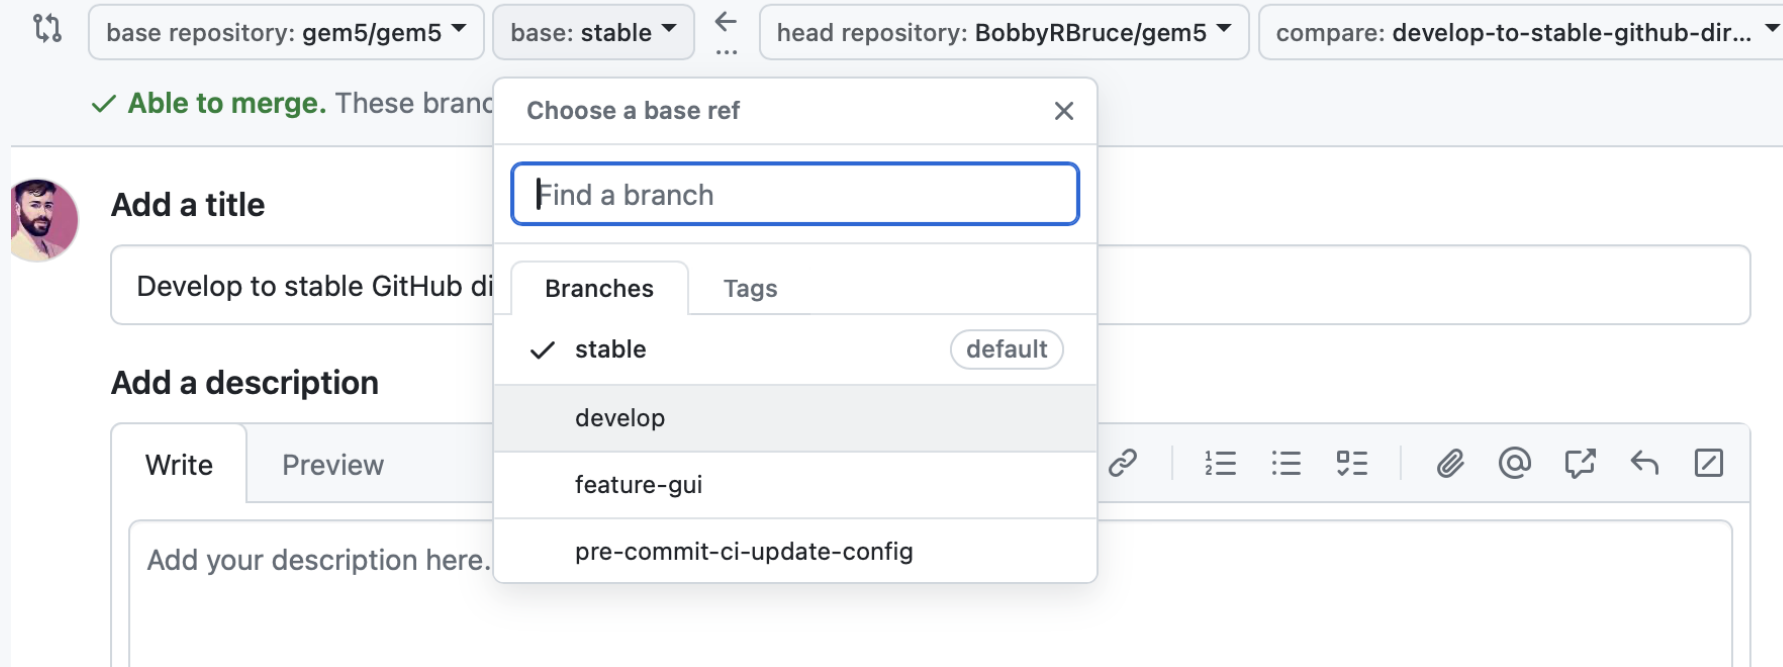 base repository: gem5/gem5 base: stable head repository: BobbyRBruce/gem5 compare: develop-to-stable-github-dir...
Able to merge. These branc
Choose a base ref
Find a branch
Add a title
Branches Tags
Develop to stable GitHub di
stable default
Add a description
develop
Write Preview
feature-gui
pre-commit-ci-update-config
Add your description here.